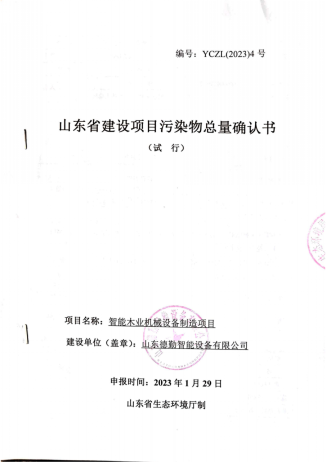 编号：YCZL(2023)4 号
山东省建设项目污染物总量确认书
（试　行）
项目名称：智能木业机械设备制造项目
建设单位（盖章）：山东德勤智能设备有限公司
申报时间：2023 年 1 月 29 日
山东省生态环境厅制